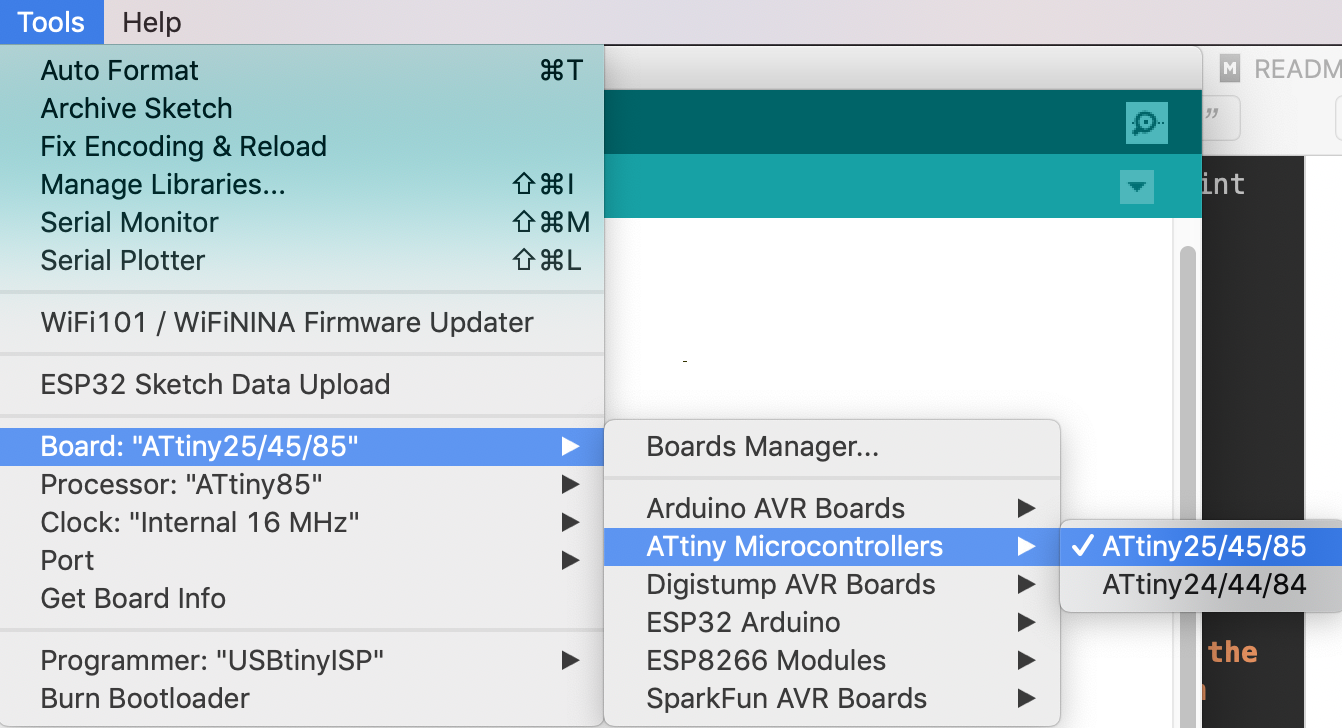 Tools Help
Auto Format ⌘T
Archive Sketch
Fix Encoding & Reload
Manage Libraries... ⇧⌘I
Serial Monitor ⇧⌘M
Serial Plotter ⇧⌘L
WiFi101 / WiFiNINA Firmware Updater
ESP32 Sketch Data Upload
Board: "ATtiny25/45/85"
Processor: "ATtiny85"
Clock: "Internal 16 MHz"
Port
Get Board Info
Programmer: "USBtinyISP"
Burn Bootloader
Boards Manager...
Arduino AVR Boards
ATtiny Microcontrollers
Digistump AVR Boards
ESP32 Arduino
ESP8266 Modules
SparkFun AVR Boards
✓ ATtiny25/45/85
ATtiny24/44/84
M README
”
int
the